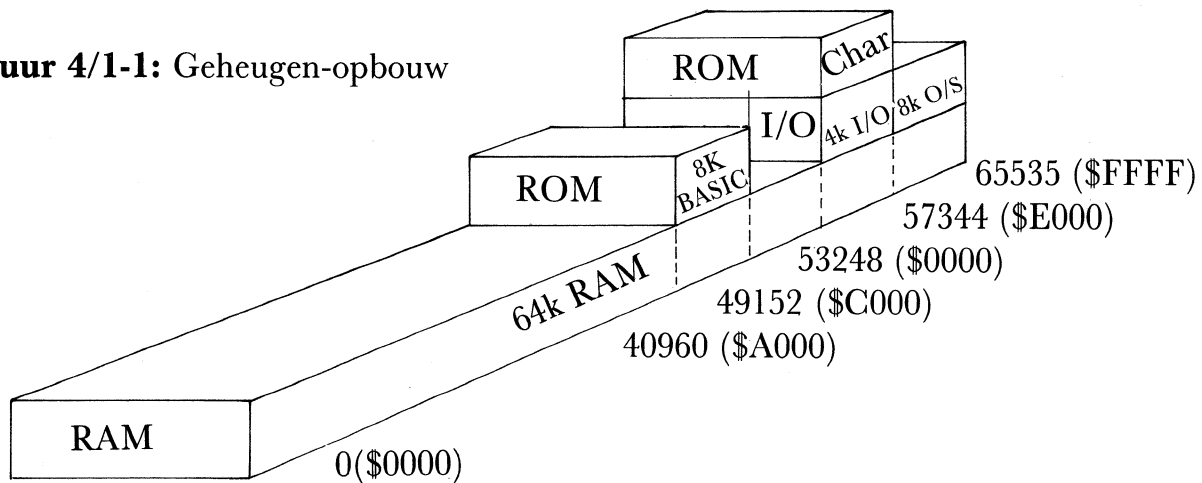 uur 4/1-1: Geheugen-opbouw
ROM
Char
I/O
4k I/O
8k O/S
ROM
8K
BASIC
64k RAM
RAM
65535 ($FFFF)
57344 ($E000)
53248 ($0000)
49152 ($C000)
40960 ($A000)
0($0000)